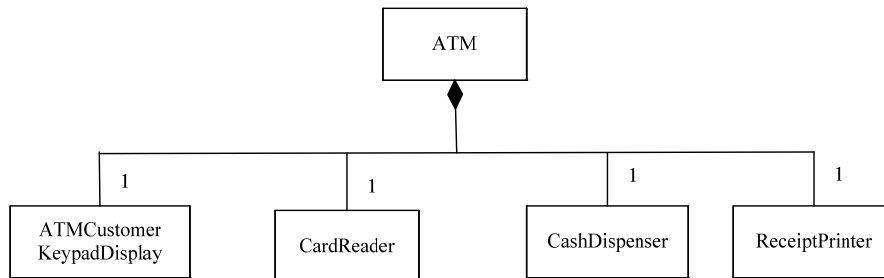 ATM
1
1
1
1
ATMCustomer
KeypadDisplay
CardReader
CashDispenser
ReceiptPrinter